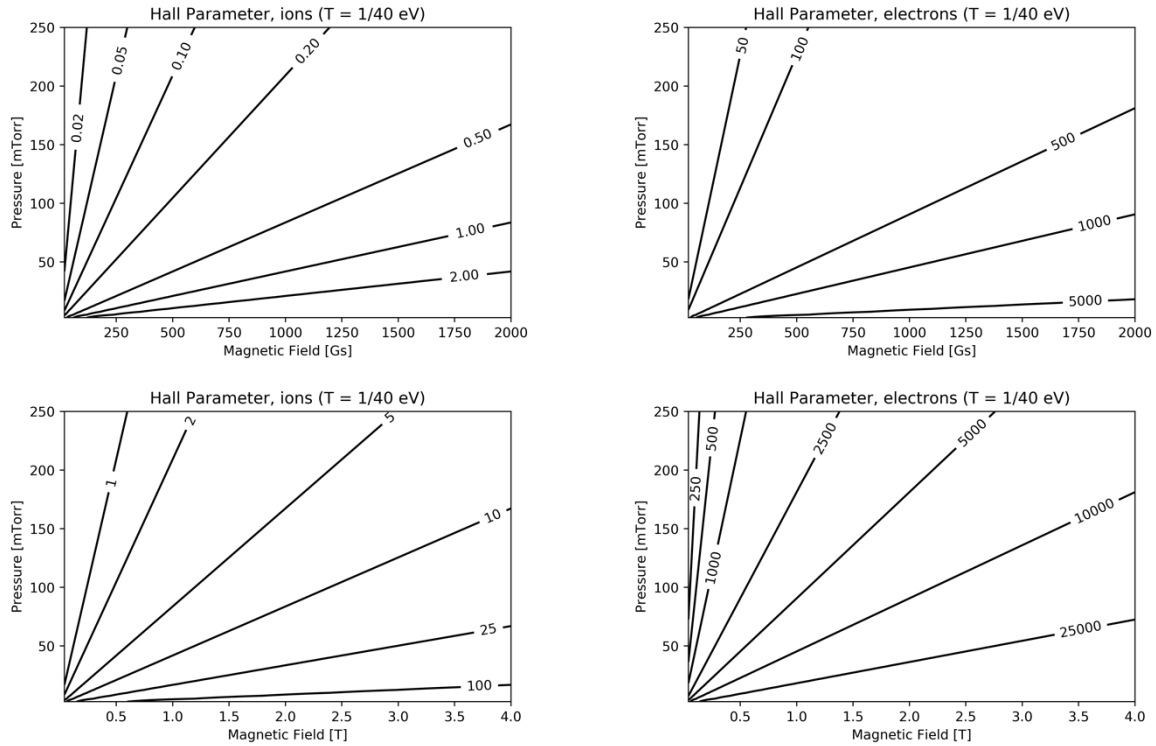 Hall Parameter, ions (T = 1/40 eV)
250
200
150
100
50
Pressure [mTorr]
0.02
0.05
0.10
0.20
0.50
1.00
2.00
250 500 750 1000 1250 1500 1750 2000
Magnetic Field [Gs]
Hall Parameter, electrons (T = 1/40 eV)
250
200
150
100
50
Pressure [mTorr]
50
100
500
1000
5000
250 500 750 1000 1250 1500 1750 2000
Magnetic Field [Gs]
Hall Parameter, ions (T = 1/40 eV)
250
200
150
100
50
Pressure [mTorr]
1
2
5
10
25
100
0.5 1.0 1.5 2.0 2.5 3.0 3.5 4.0
Magnetic Field [T]
Hall Parameter, electrons (T = 1/40 eV)
250
200
150
100
50
Pressure [mTorr]
250
500
1000
2500
5000
10000
25000
0.5 1.0 1.5 2.0 2.5 3.0 3.5 4.0
Magnetic Field [T]